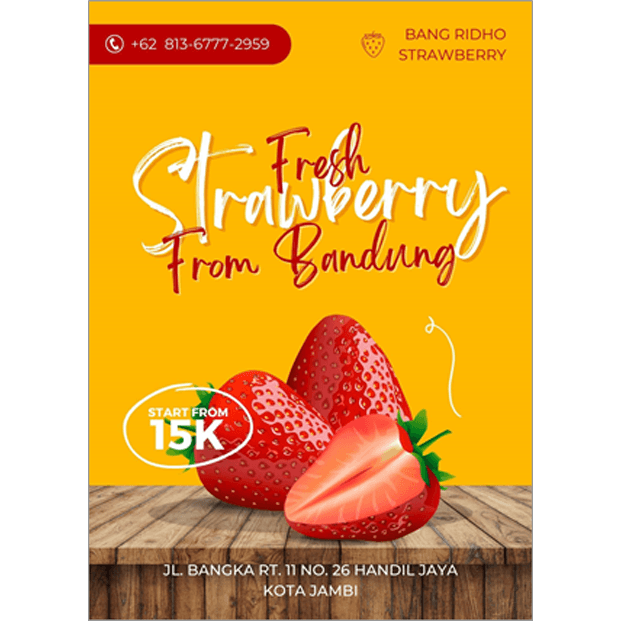 +62 813-6777-2959
BANG RIDHO
STRAWBERRY
Fresh
Strawberry
From Bandung
START FROM
15K
JL. BANGKA RT. 11 NO. 26 HANDIL JAYA
KOTA JAMBI